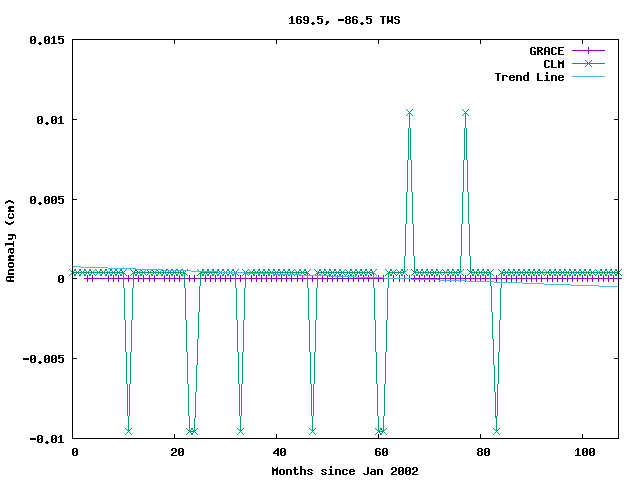 169.5, -86.5 TWS
0.015
0.01
0.005
0
-0.005
-0.01
Anomaly (cm)
GRACE
CLM
Trend Line
0 20 40 60 80 100
Months since Jan 2002